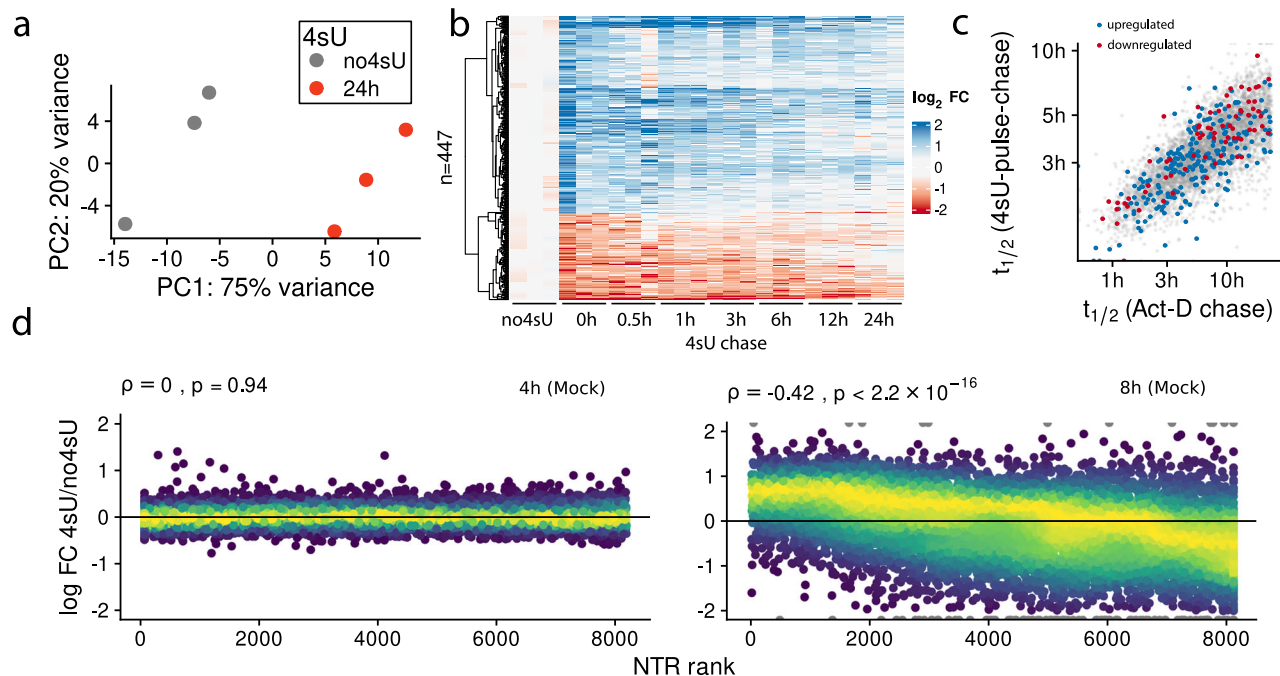 a
4sU
no4sU
24h
PC2: 20% variance
4
0
-4
-15
-10
-5
0
5
10
PC1: 75% variance
b
n=447
log2 FC
2
1
0
-1
-2
no4sU
0h
0.5h
1h
3h
6h
12h
24h
4sU chase
c
upregulated
downregulated
t1/2 (4sU-pulse-chase)
10h
5h
3h
1h
3h
10h
t1/2 (Act-D chase)
d
ρ = 0 , p = 0.94
4h (Mock)
log FC 4sU/no4sU
2
1
0
-1
-2
0
2000
4000
6000
8000
ρ = -0.42 , p < 2.2 × 10−16
8h (Mock)
2
1
0
-1
-2
0
2000
4000
6000
8000
NTR rank